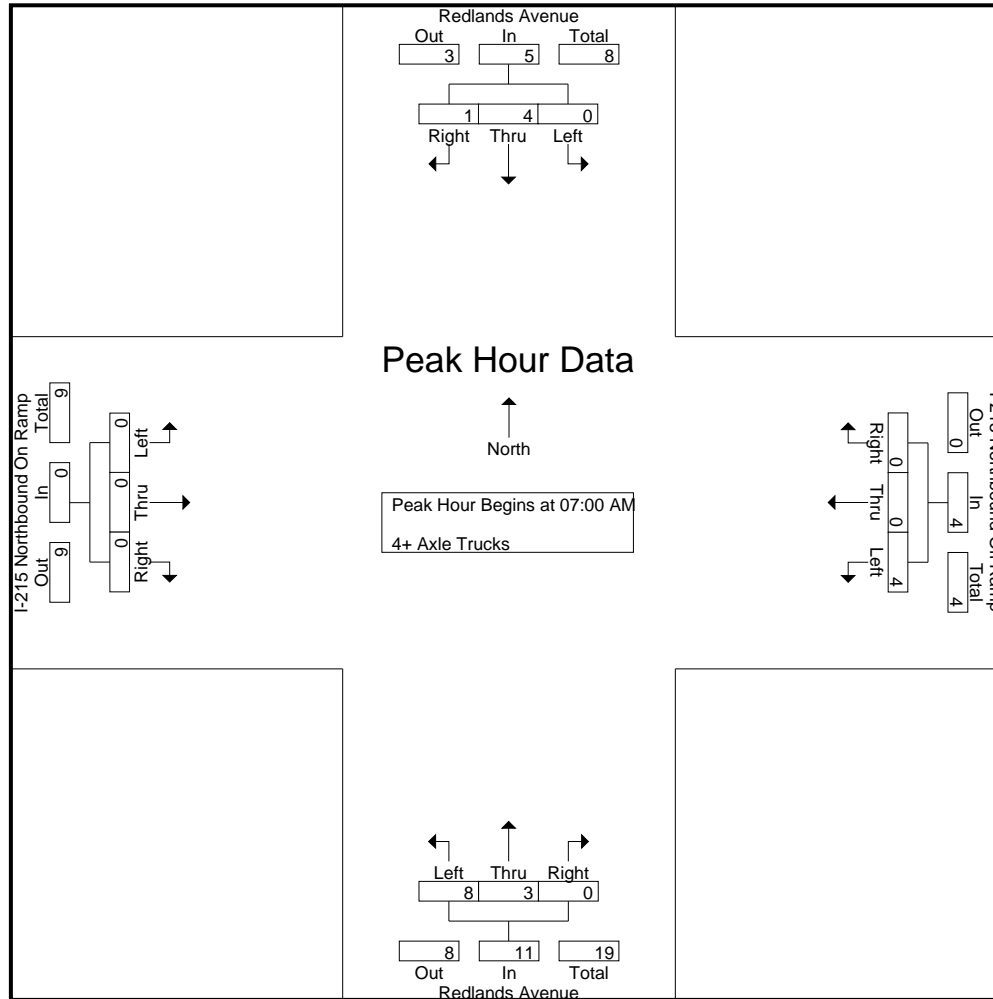 Redlands Avenue
Out In Total
3 5 8
1 4 0
Right Thru Left
Peak Hour Data
North
Peak Hour Begins at 07:00 AM
4+ Axle Trucks
I-215 Northbound On Ramp
Total In Out
9 0 9
0 0 0
Left Thru Right
Out In Total
0 4 4
0 0 4
Right Thru Left
Left Thru Right
8 3 0
8 11 19
Out In Total
Redlands Avenue